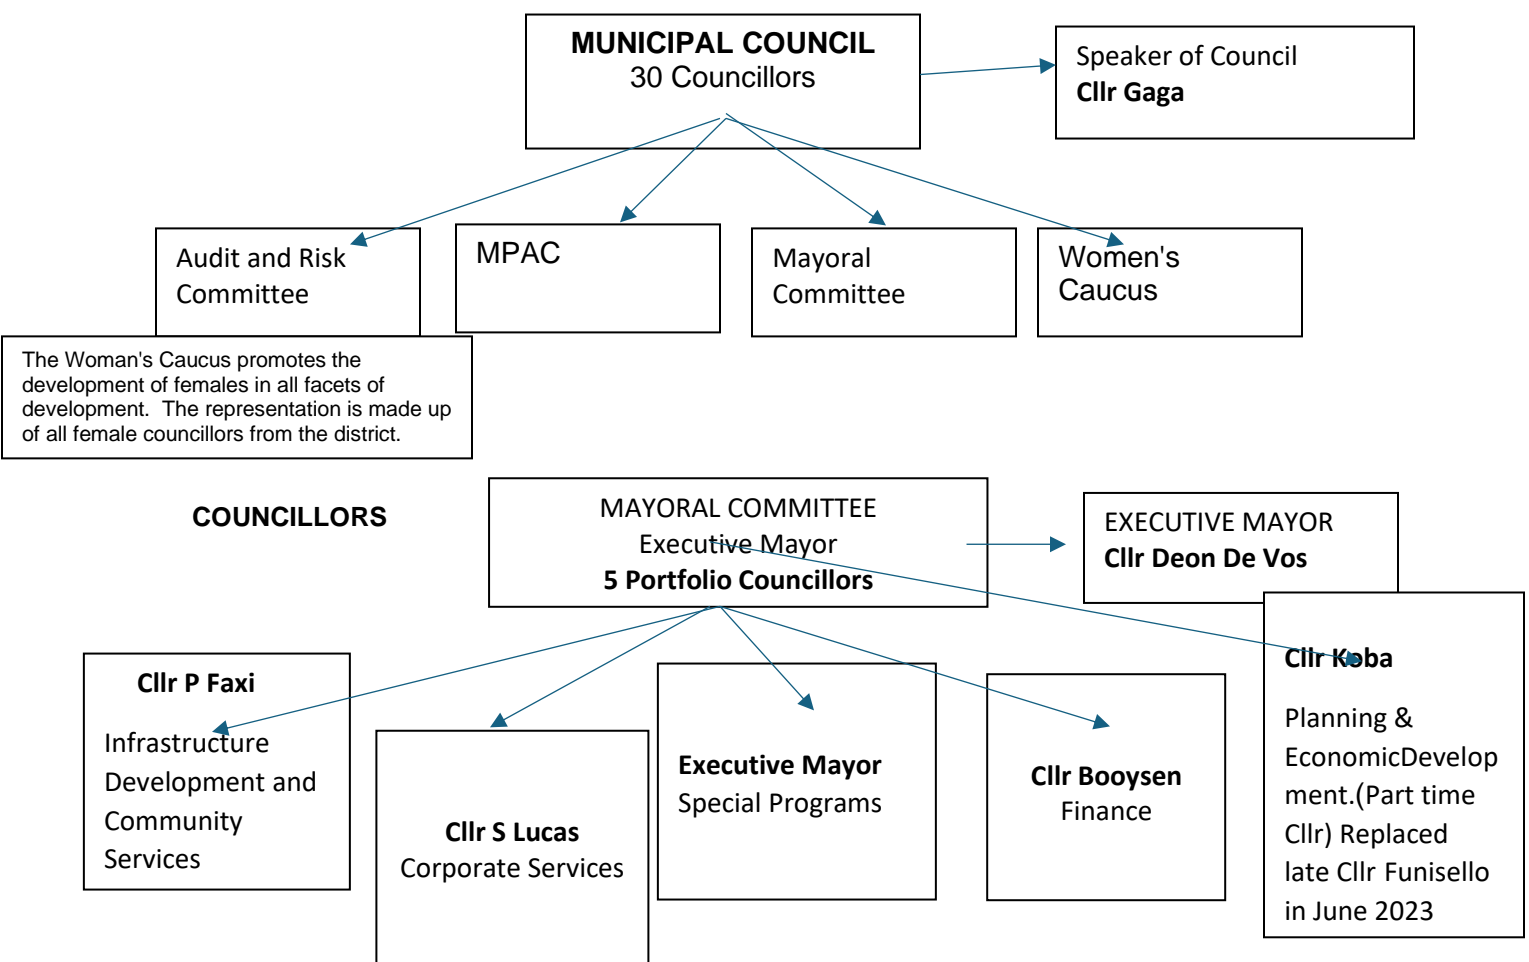 MUNICIPAL COUNCIL
30 Councillors
Speaker of Council
Cllr Gaga
Audit and Risk
Committee
MPAC
Mayoral
Committee
Women's
Caucus
The Woman's Caucus promotes the
development of females in all facets of
development.  The representation is made up
of all female councillors from the district.
COUNCILLORS
MAYORAL COMMITTEE
Executive Mayor
5 Portfolio Councillors
EXECUTIVE MAYOR
Cllr Deon De Vos
Cllr P Faxi
Infrastructure
Development and
Community
Services
Cllr S Lucas
Corporate Services
Executive Mayor
Special Programs
Cllr Booysen
Finance
Cllr Koba
Planning &
EconomicDevelop
ment.(Part time
Cllr) Replaced
late Cllr Funisello
in June 2023